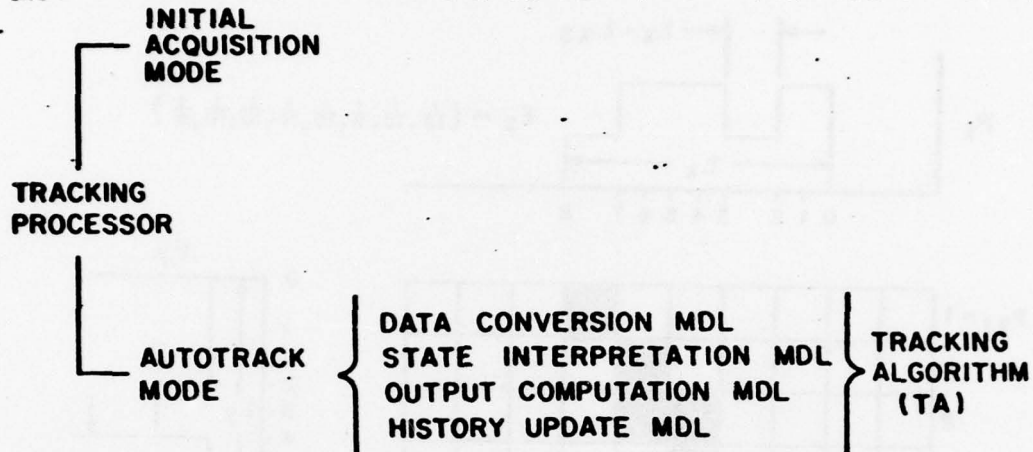 INITIAL
ACQUISITION
MODE
TRACKING
PROCESSOR
AUTOTRACK
MODE
DATA CONVERSION MDL
STATE INTERPRETATION MDL
OUTPUT COMPUTATION MDL
HISTORY UPDATE MDL
TRACKING
ALGORITHM
(TA)